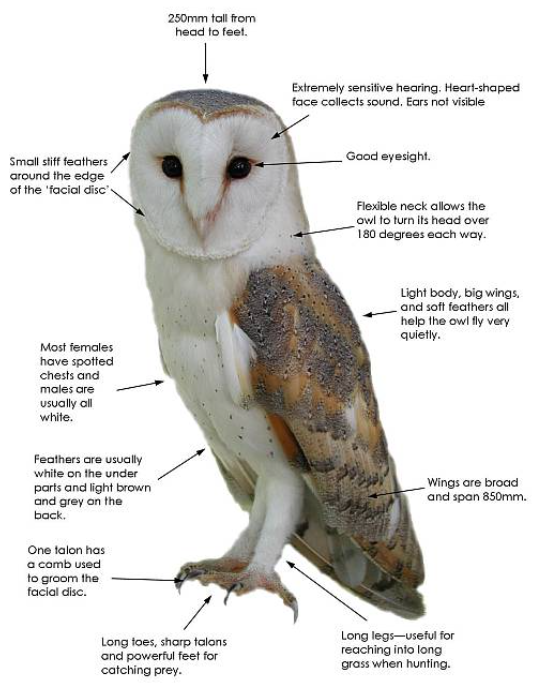 250mm tall from
head to feet.
Extremely sensitive hearing. Heart-shaped
face collects sound. Ears not visible
Good eyesight.
Small stiff feathers
around the edge
of the 'facial disc'
Flexible neck allows the
owl to turn its head over
180 degrees each way.
Light body, big wings,
and soft feathers all
help the owl fly very
quietly.
Most females
have spotted
chests and
males are
usually all
white.
Feathers are usually
white on the under
parts and light brown
and grey on the
back.
Wings are broad
and span 850mm.
One talon has
a comb used
to groom the
facial disc.
Long toes, sharp talons
and powerful feet for
catching prey.
Long legs—useful for
reaching into long
grass when hunting.